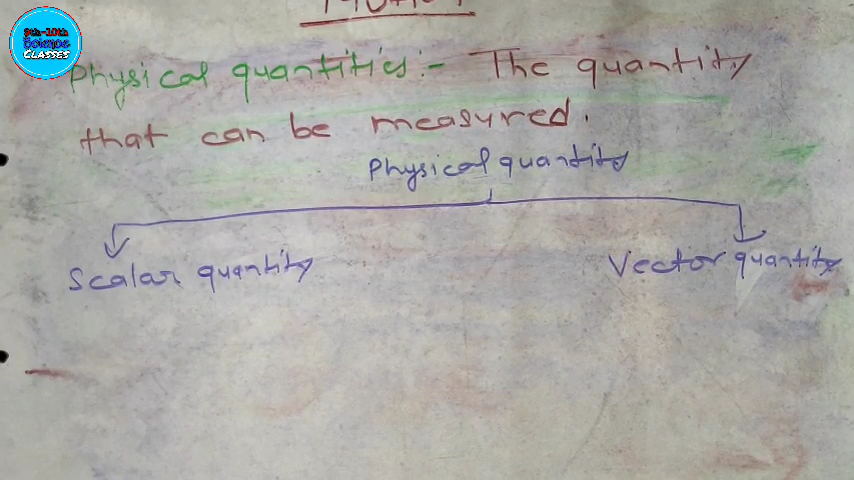 9th-10th
Science
CLASSES
Physical quantities:- The quantity
that can be measured.
Physical quantity
Scalar quantity
Vector quantity